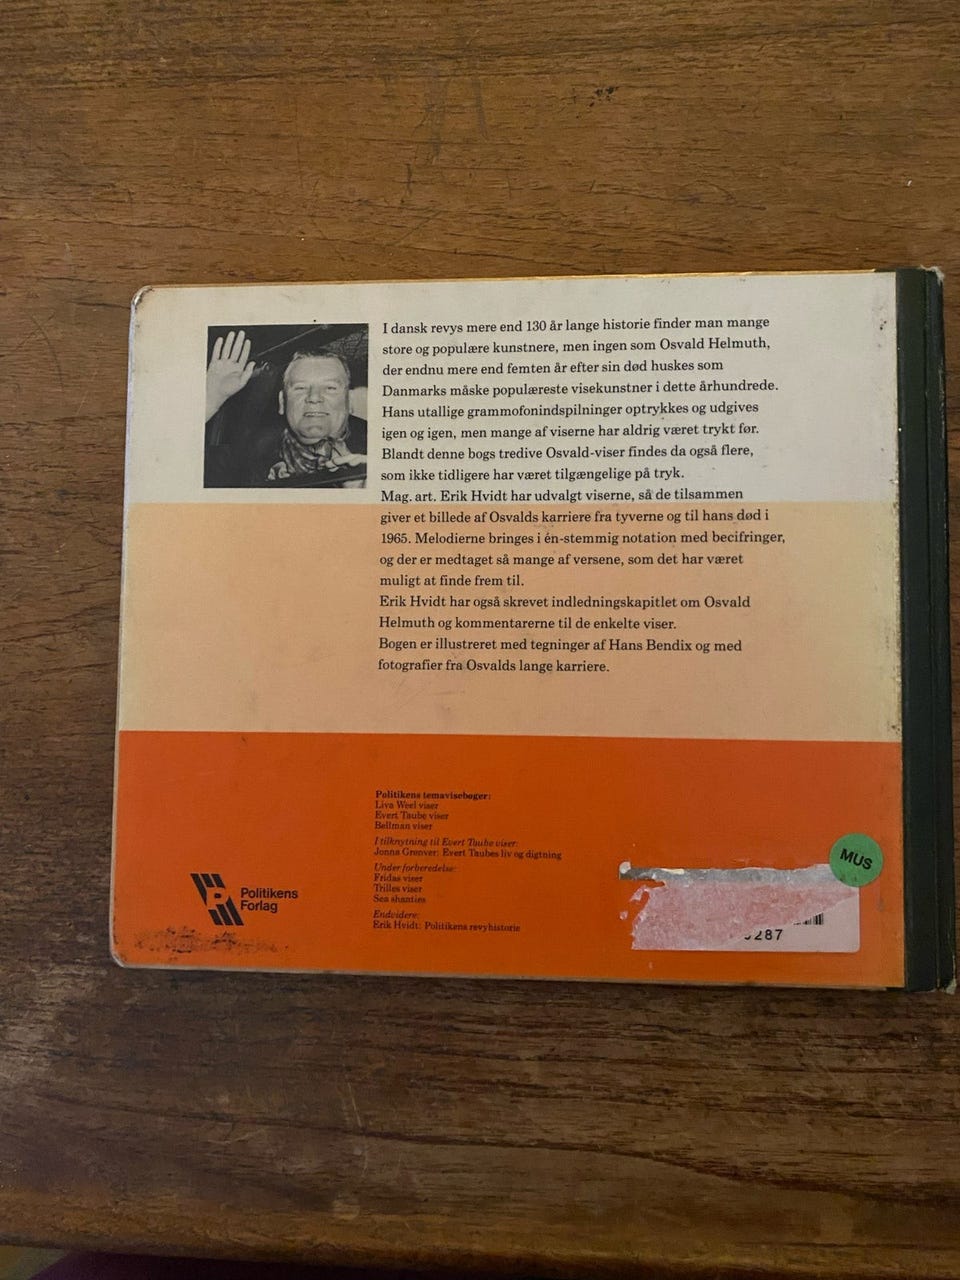 I dansk revys mere end 130 år lange historie finder man mange
store og populære kunstnere, men ingen som Osvald Helmuth,
der endnu mere end femten år efter sin død huskes som
Danmarks måske populæreste visekunstner i dette århundrede.
Hans utallige grammofonindspilninger optrykkes og udgives
igen og igen, men mange af viserne har aldrig været trykt før.
Blandt denne bogs tredive Osvald-viser findes da også flere,
som ikke tidligere har været tilgængelige på tryk.
Mag. art. Erik Hvidt har udvalgt viserne, så de tilsammen
giver et billede af Osvalds karriere fra tyverne og til hans død i
1965. Melodierne bringes i én-stemmig notation med becifringer,
og der er medtaget så mange af versene, som det har været
muligt at finde frem til.
Erik Hvidt har også skrevet indledningskapitlet om Osvald
Helmuth og kommentarerne til de enkelte viser.
Bogen er illustreret med tegninger af Hans Bendix og med
fotografier fra Osvalds lange karriere.
Politikens temavisebøger:
Liva Weel viser
Evert Taube viser
Bellman viser
I tilknytning til Evert Taube viser:
Jonna Grønver: Evert Taubes liv og digtning
Under forberedelse:
Fridas viser
Trilles viser
Sea shanties
Endvidere:
Erik Hvidt: Politikens revyhistorie
Politikens
Forlag
MUS
287